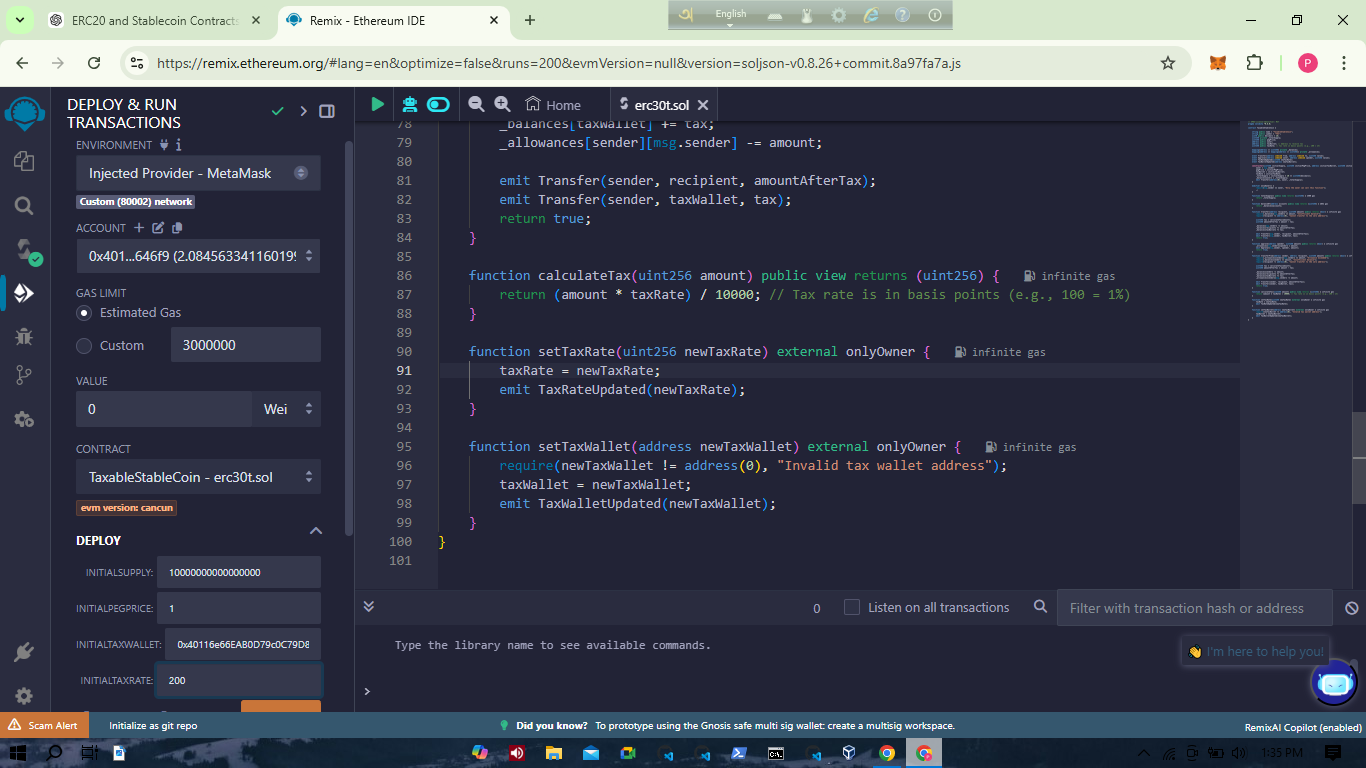 ERC20 and Stablecoin Contracts
Remix - Ethereum IDE
English
https://remix.ethereum.org/#lang=en&optimize=false&runs=200&evmVersion=null&version=soljson-v0.8.26+commit.8a97fa7a.js
P
DEPLOY & RUN
TRANSACTIONS
ENVIRONMENT
Injected Provider - MetaMask
Custom (80002) network
ACCOUNT
0x401...646f9 (2.0845633411601995
GAS LIMIT
Estimated Gas
Custom
3000000
VALUE
0
Wei
CONTRACT
TaxableStableCoin - erc30t.sol
evm version: cancun
DEPLOY
INITIALSUPPLY:
10000000000000000
INITIALPEGPRICE:
1
INITIALTAXWALLET:
0x40116e66EAB0D79c0C79D8
INITIALTAXRATE:
200
Home
erc30t.sol
78 _balances[taxWallet] += tax;
79 _allowances[sender][msg.sender] -= amount;
80
81 emit Transfer(sender, recipient, amountAfterTax);
82 emit Transfer(sender, taxWallet, tax);
83 return true;
84 }
85
86 function calculateTax(uint256 amount) public view returns (uint256) { infinite gas
87 return (amount * taxRate) / 10000; // Tax rate is in basis points (e.g., 100 = 1%)
88 }
89
90 function setTaxRate(uint256 newTaxRate) external onlyOwner { infinite gas
91 taxRate = newTaxRate;
92 emit TaxRateUpdated(newTaxRate);
93 }
94
95 function setTaxWallet(address newTaxWallet) external onlyOwner { infinite gas
96 require(newTaxWallet != address(0), "Invalid tax wallet address");
97 taxWallet = newTaxWallet;
98 emit TaxWalletUpdated(newTaxWallet);
99 }
100 }
101
0
Listen on all transactions
Filter with transaction hash or address
Type the library name to see available commands.
>
I'm here to help you!
Scam Alert
Initialize as git repo
Did you know? To prototype using the Gnosis safe multi sig wallet: create a multisig workspace.
RemixAI Copilot (enabled)
1:35 PM